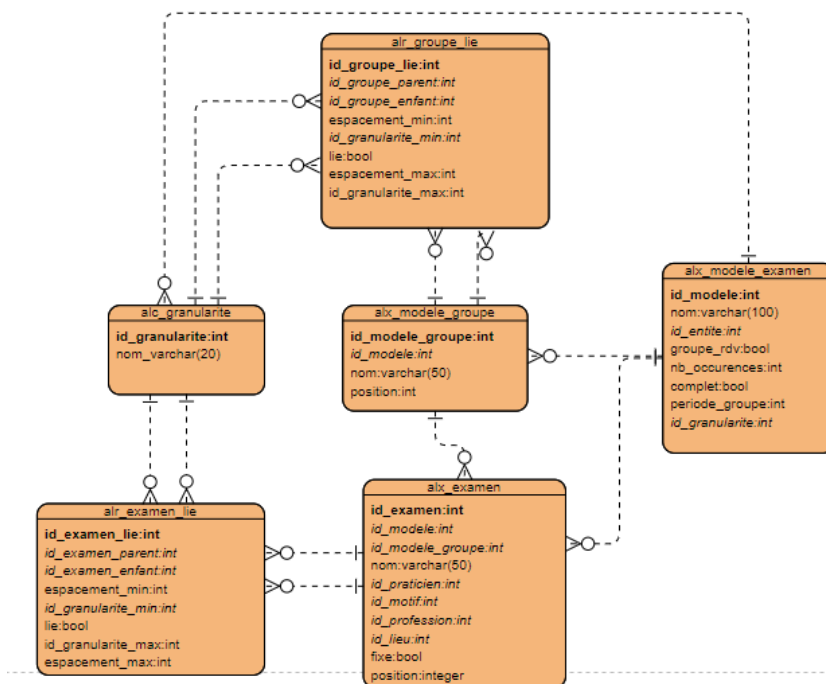 alr_groupe_lie
id_groupe_lie:int
id_groupe_parent:int
id_groupe_enfant:int
espacement_min:int
id_granularite_min:int
lie:bool
espacement_max:int
id_granularite_max:int
alc_granularite
id_granularite:int
nom_varchar(20)
alx_modele_groupe
id_modele_groupe:int
id_modele:int
nom:varchar(50)
position:int
alx_modele_examen
id_modele:int
nom:varchar(100)
id_entite:int
groupe_rdv:bool
nb_occurences:int
complet:bool
periode_groupe:int
id_granularite:int
alr_examen_lie
id_examen_lie:int
id_examen_parent:int
id_examen_enfant:int
espacement_min:int
id_granularite_min:int
lie:bool
id_granularite_max:int
espacement_max:int
alx_examen
id_examen:int
id_modele:int
id_modele_groupe:int
nom:varchar(50)
id_praticien:int
id_motif:int
id_profession:int
id_lieu:int
fixe:bool
position:integer